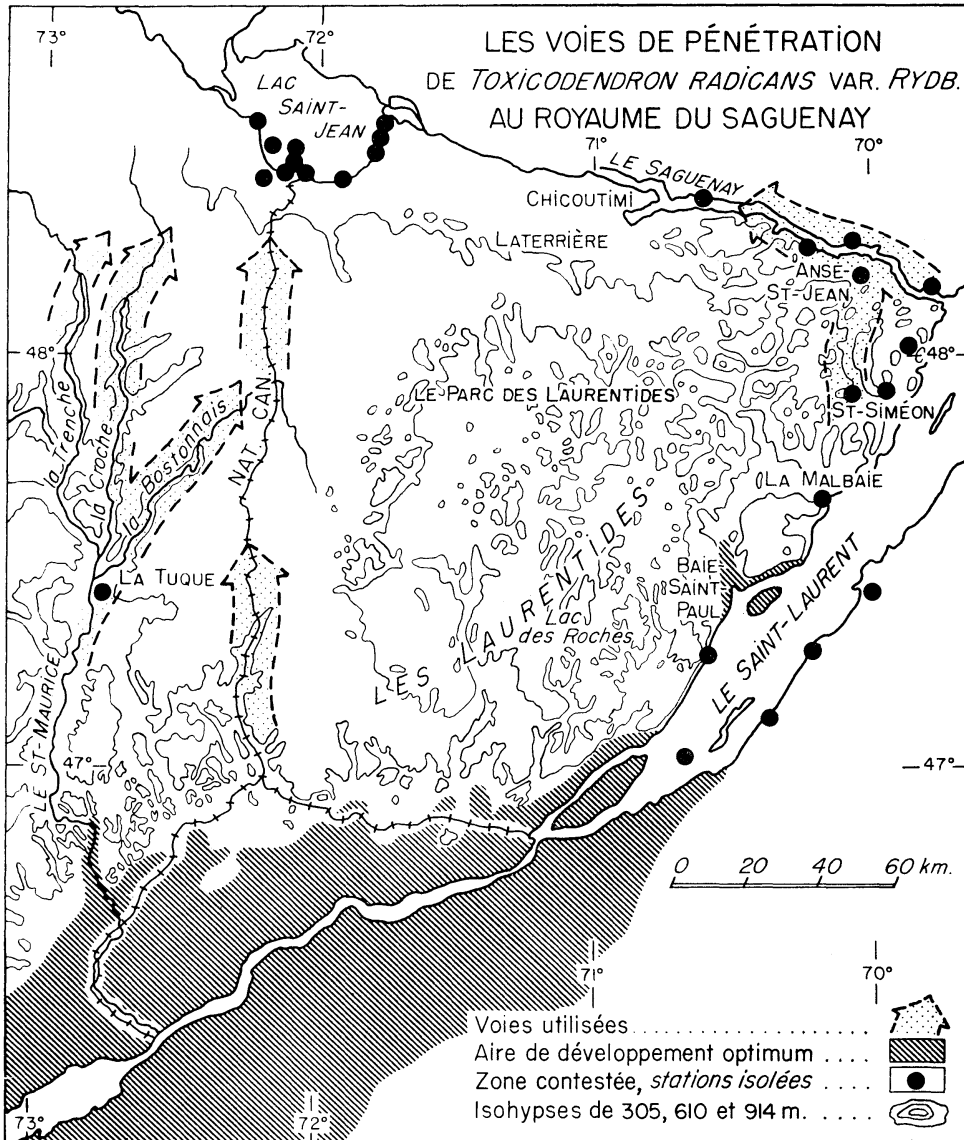 73°
72°
LES VOIES DE PÉNÉTRATION
DE TOXICODENDRON RADICANS VAR. RYDB.
AU ROYAUME DU SAGUENAY
LAC
SAINT-
JEAN
71°
70°
LE SAGUENAY
CHICOUTIMI
LATERRIÈRE
ANSE-
ST-JEAN
48°
48°
LE PARC DES LAURENTIDES
ST-SIMÉON
la Trenche
la Croche
la Bostonnais
NAT CAN
LA MALBAIE
LA TUQUE
BAIE
SAINT-
PAUL
LES LAURENTIDES
Lac
des Roches
LE SAINT-LAURENT
LE ST-MAURICE
47°
47°
0 20 40 60 km.
71°
70°
Voies utilisées
Aire de développement optimum
Zone contestée, stations isolées
Isohypses de 305, 610 et 914 m.
73°
72°